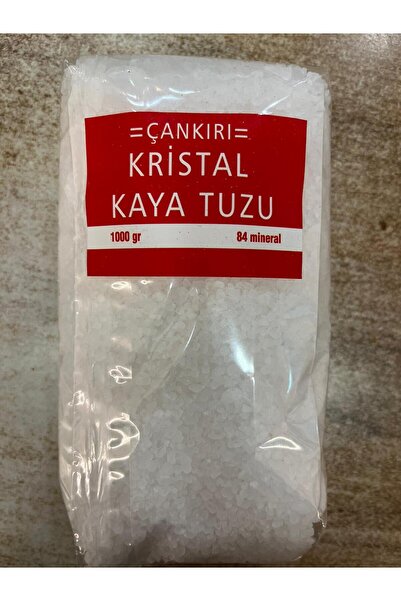 =ÇANKIRI=
KRİSTAL
KAYA TUZU
1000 gr 84 mineral